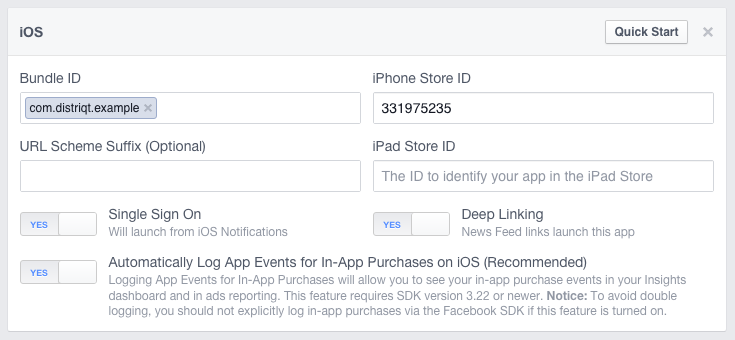 iOS
Quick Start ×
Bundle ID
iPhone Store ID
com.distriqt.example ×
331975235
URL Scheme Suffix (Optional)
iPad Store ID
The ID to identify your app in the iPad Store
YES
Single Sign On
Will launch from iOS Notifications
YES
Deep Linking
News Feed links launch this app
YES
Automatically Log App Events for In-App Purchases on iOS (Recommended)
Logging App Events for In-App Purchases will allow you to see your in-app purchase events in your Insights
dashboard and in ads reporting. This feature requires SDK version 3.22 or newer. Notice: To avoid double
logging, you should not explicitly log in-app purchases via the Facebook SDK if this feature is turned on.